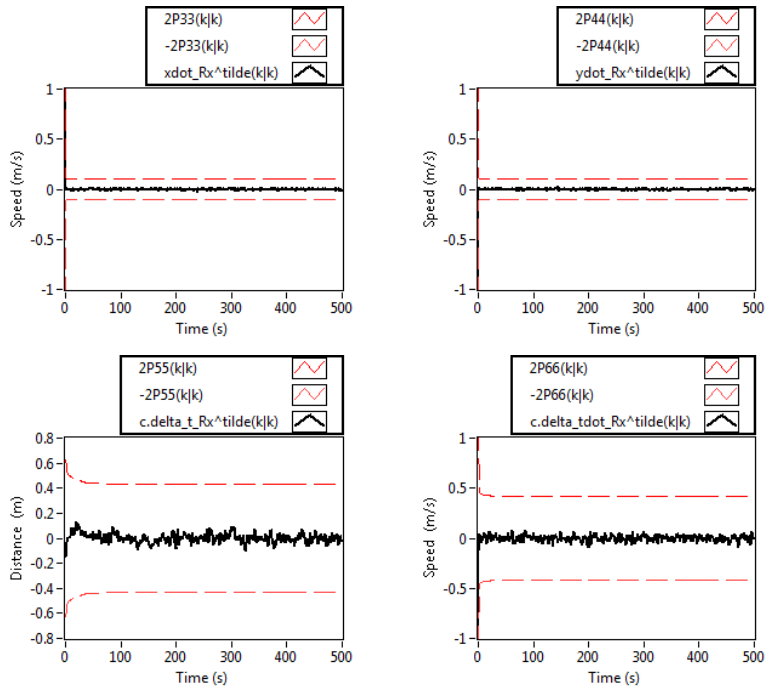 2P33(k|k)
-2P33(k|k)
xdot_Rx^tilde(k|k)
1
0.5
0
-0.5
-1
Speed (m/s)
0 100 200 300 400 500
Time (s)
2P44(k|k)
-2P44(k|k)
ydot_Rx^tilde(k|k)
1
0.5
0
-0.5
-1
Speed (m/s)
0 100 200 300 400 500
Time (s)
2P55(k|k)
-2P55(k|k)
c.delta_t_Rx^tilde(k|k)
0.8
0.6
0.4
0.2
0
-0.2
-0.4
-0.6
-0.8
Distance (m)
0 100 200 300 400 500
Time (s)
2P66(k|k)
-2P66(k|k)
c.delta_tdot_Rx^tilde(k|k)
1
0.5
0
-0.5
-1
Speed (m/s)
0 100 200 300 400 500
Time (s)